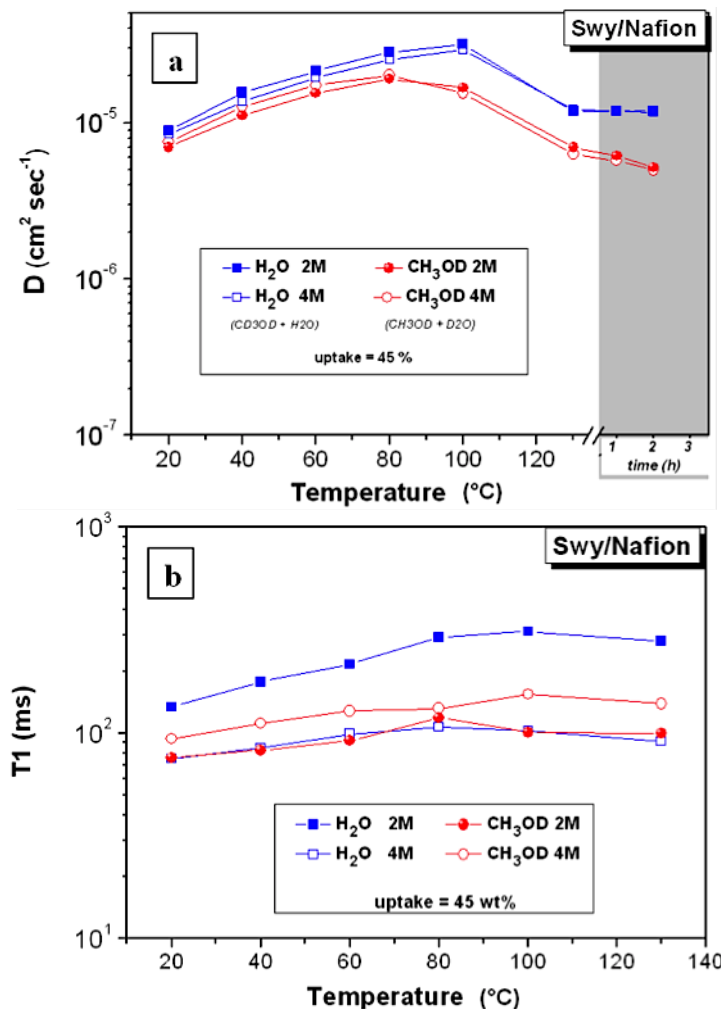 a
Swy/Nafion
10⁻⁵
10⁻⁶
10⁻⁷
D (cm² sec⁻¹)
H₂O 2M
CH₃OD 2M
H₂O 4M
CH₃OD 4M
(CD3OD + H2O)
(CH3OD + D2O)
uptake = 45 %
20 40 60 80 100 120
1 2 3
time (h)
Temperature (°C)
b
Swy/Nafion
10³
10²
10¹
T1 (ms)
H₂O 2M
CH₃OD 2M
H₂O 4M
CH₃OD 4M
uptake = 45 wt%
20 40 60 80 100 120 140
Temperature (°C)